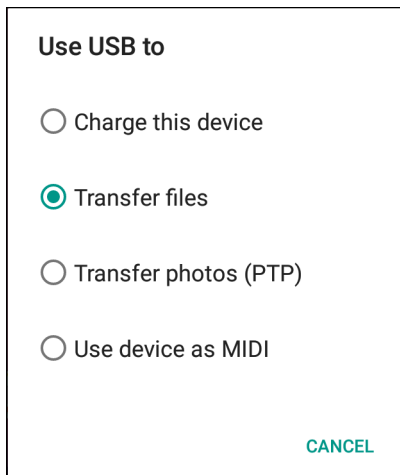 Use USB to
Charge this device
Transfer files
Transfer photos (PTP)
Use device as MIDI
CANCEL